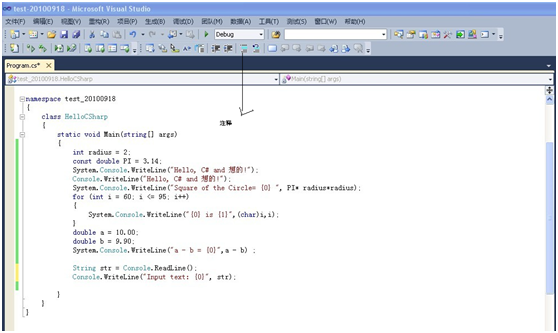 test-20100918 - Microsoft Visual Studio
文件(F) 编辑(E) 视图(V) 重构(R) 项目(P) 生成(B) 调试(D) 团队(M) 数据(A) 工具(T) 测试(S) 窗口(W) 帮助(H)
Debug
Program.cs*
test_20100918.HelloCSharp
Main(string[] args)
注释
namespace test_20100918
{
class HelloCSharp
{
static void Main(string[] args)
{
int radius = 2;
const double PI = 3.14;
System.Console.WriteLine("Hello, C# and 想的!");
Console.WriteLine("Hello, C# and 想的!");
System.Console.WriteLine("Square of the Circle= {0} ", PI* radius*radius);
for (int i = 60; i <= 95; i++)
{
System.Console.WriteLine("{0} is {1}",(char)i,i);
}
double a = 10.00;
double b = 9.90;
System.Console.WriteLine("a - b = {0}",a-b) ;
String str = Console.ReadLine();
Console.WriteLine("Input text: {0}", str);
}
}
}